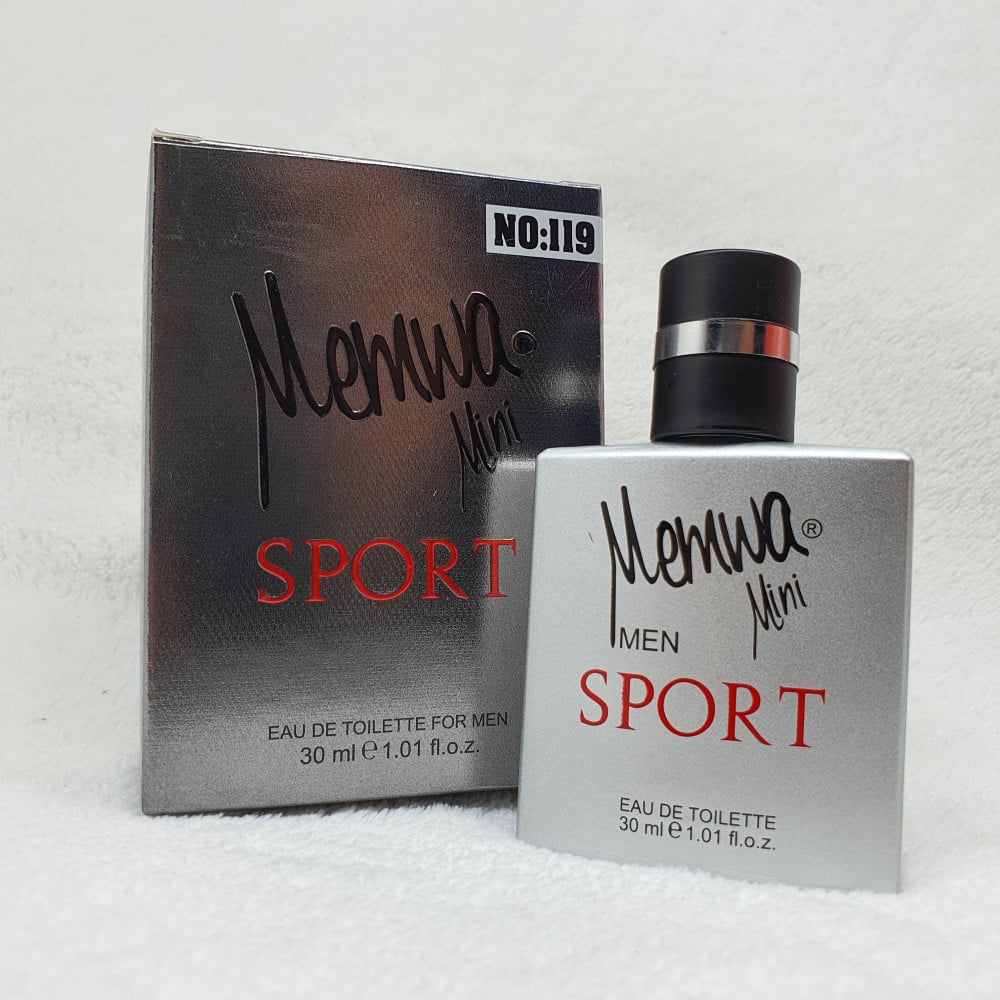 NO:119
Memwa®
Mini
SPORT
EAU DE TOILETTE FOR MEN
30 ml e 1.01 fl.o.z.
Memwa®
Mini
MEN
SPORT
EAU DE TOILETTE
30 ml e 1.01 fl.o.z.